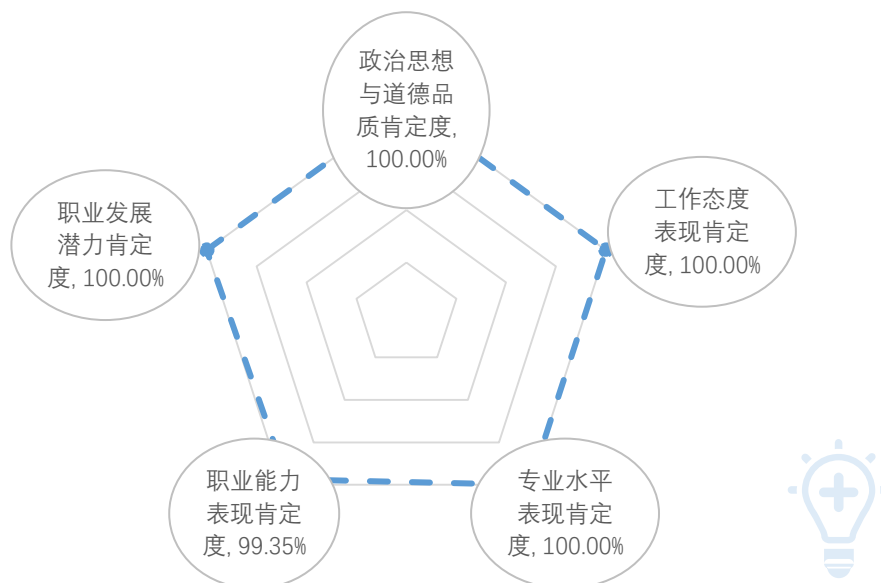 政治思想
与道德品
质肯定度,
100.00%
工作态度
表现肯定
度, 100.00%
专业水平
表现肯定
度, 100.00%
职业能力
表现肯定
度, 99.35%
职业发展
潜力肯定
度, 100.00%